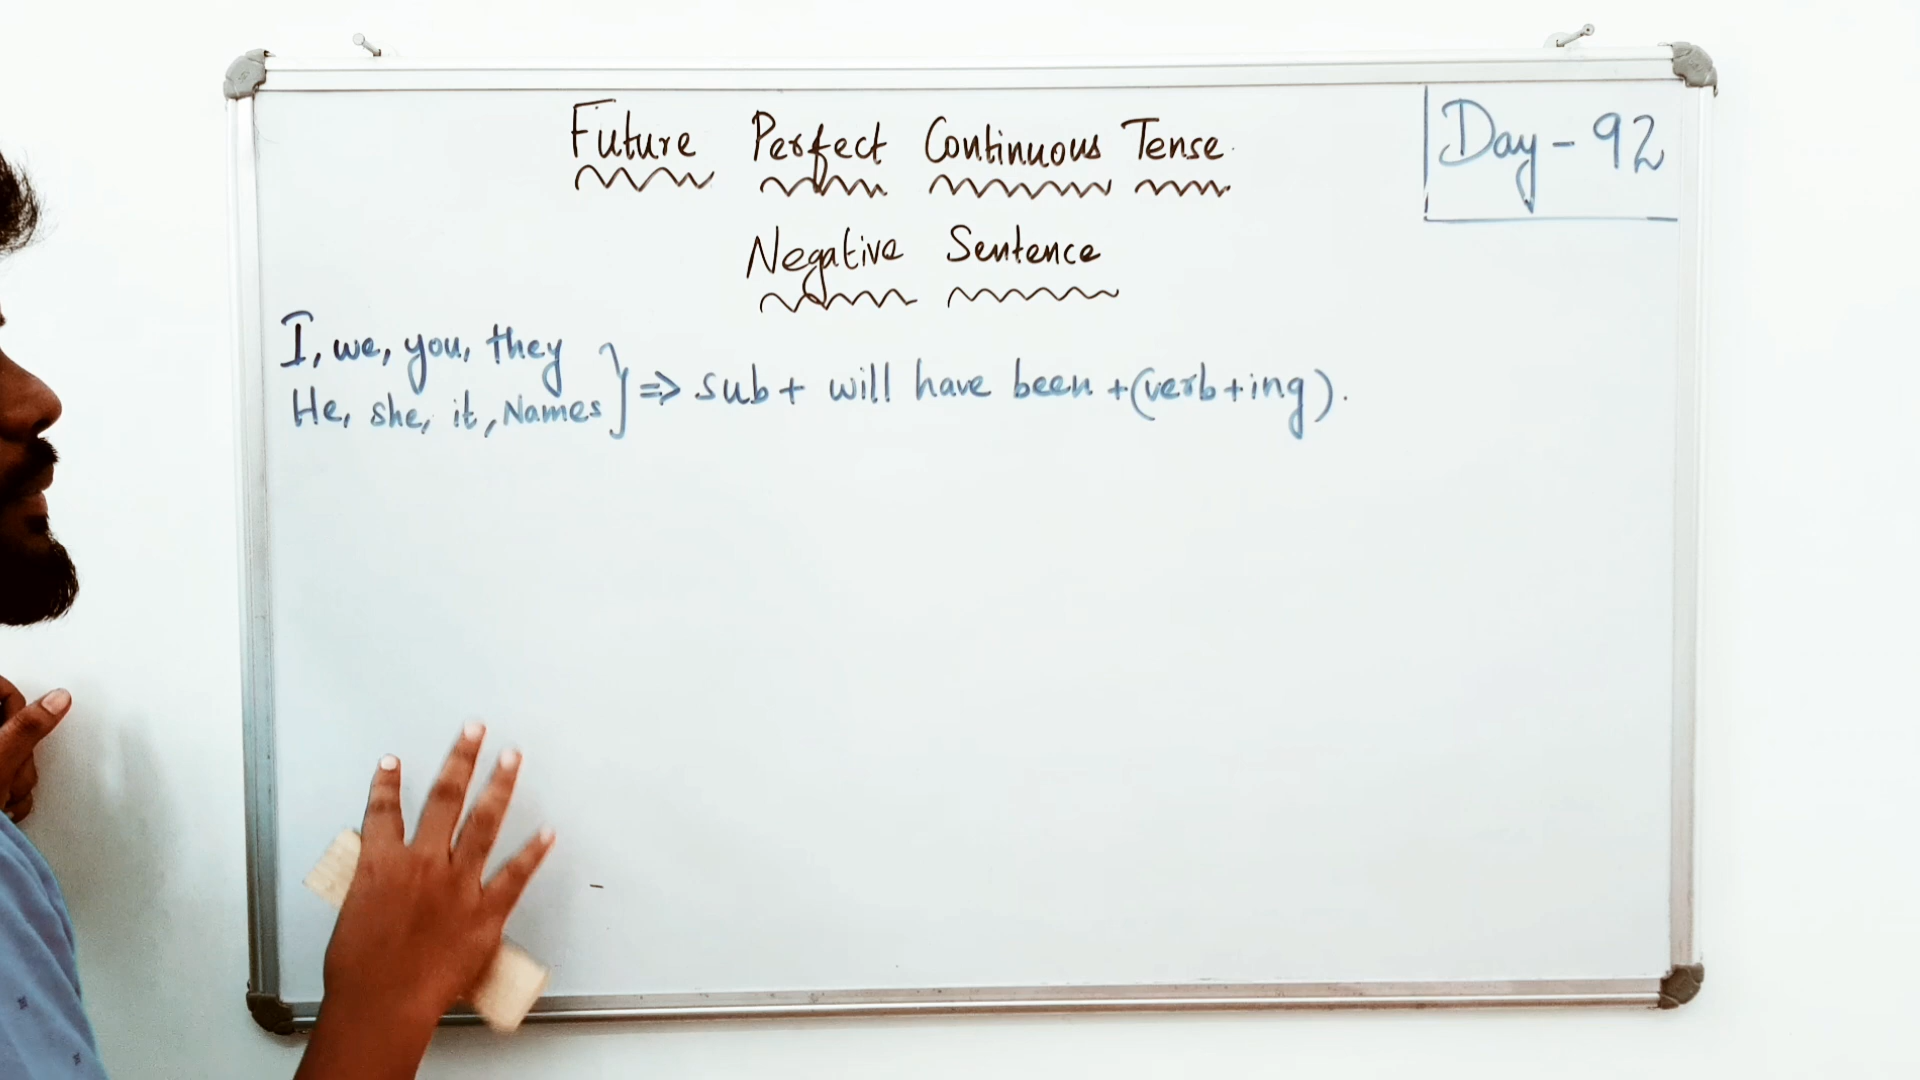 Future Perfect Continuous Tense.
Day - 92
Negative Sentence
I, we, you, they
He, she, it, Names } => sub + will have been + (verb + ing).